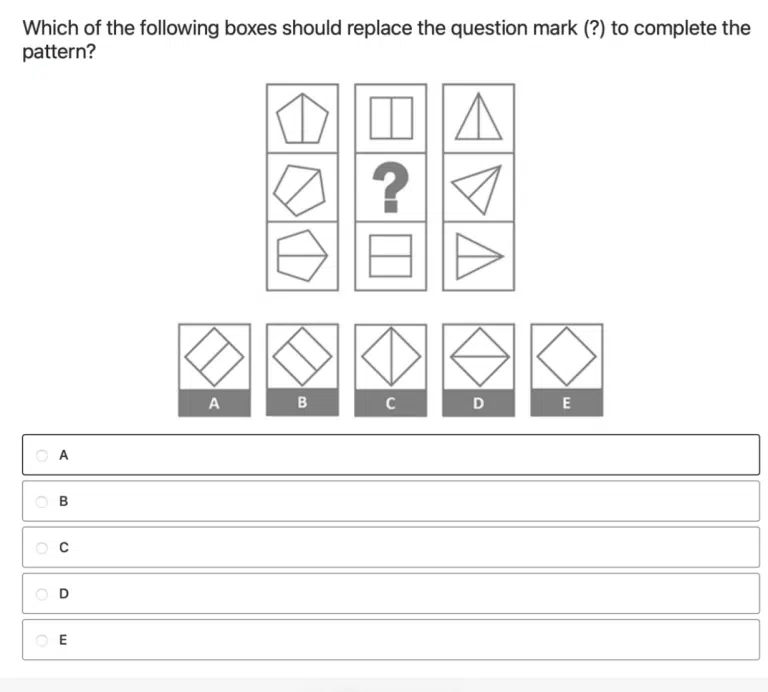 Which of the following boxes should replace the question mark (?) to complete the
pattern?
?
A B C D E
A
B
C
D
E